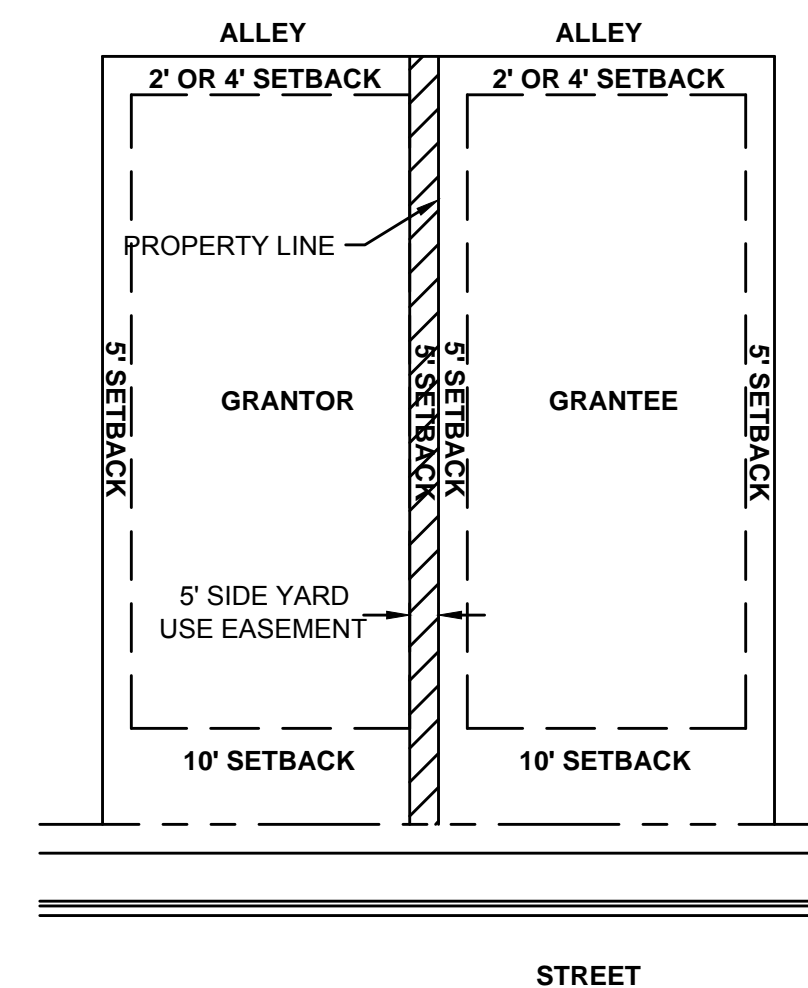 ALLEY
ALLEY
2' OR 4' SETBACK
2' OR 4' SETBACK
PROPERTY LINE
5' SETBACK
5' SETBACK
5' SETBACK
5' SETBACK
GRANTOR
GRANTEE
5' SIDE YARD
USE EASEMENT
10' SETBACK
10' SETBACK
STREET